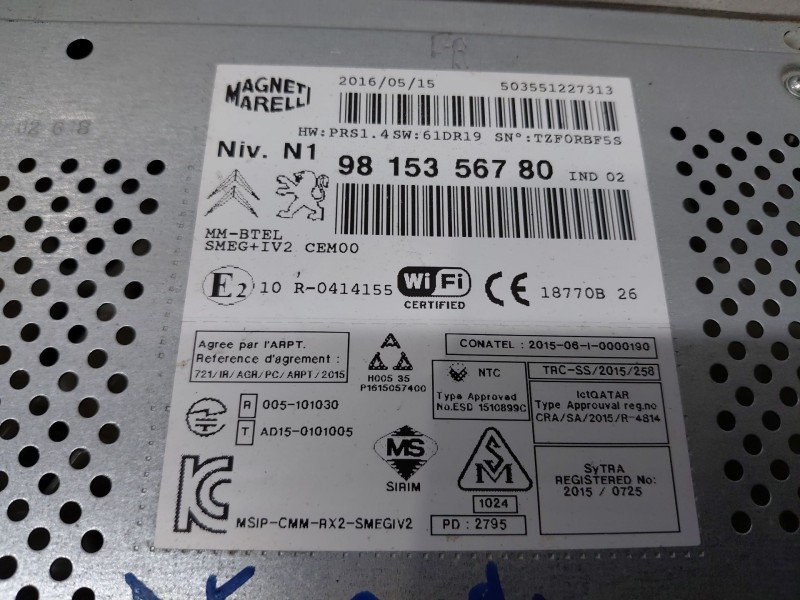 MAGNETI MARELLI
2016/05/15 503551227313
HW:PRS1.4 SW:61DR19 SN°:TZF0RBF5S
Niv. N1 98 153 567 80 IND 02
MM-BTEL
SMEG+IV2 CEM00
E2 10 R-0414155 WiFi CERTIFIED CE 18770B 26
Agree par l'ARPT.
Reference d'agrement :
721/IR/AGR/PC/ARPT/2015
H005 35
P1615057400
CONATEL : 2015-06-I-0000190
NTC
Type Approved
No.ESD 1510899C
TRC-SS/2015/258
IctQATAR
Type Approuval reg.no
CRA/SA/2015/R-4814
R 005-101030
T AD15-0101005
MS
SIRIM
SM
1024
PD : 2795
SyTRA
REGISTERED No:
2015 / 0725
KC
MSIP-CMM-RX2-SMEGIV2